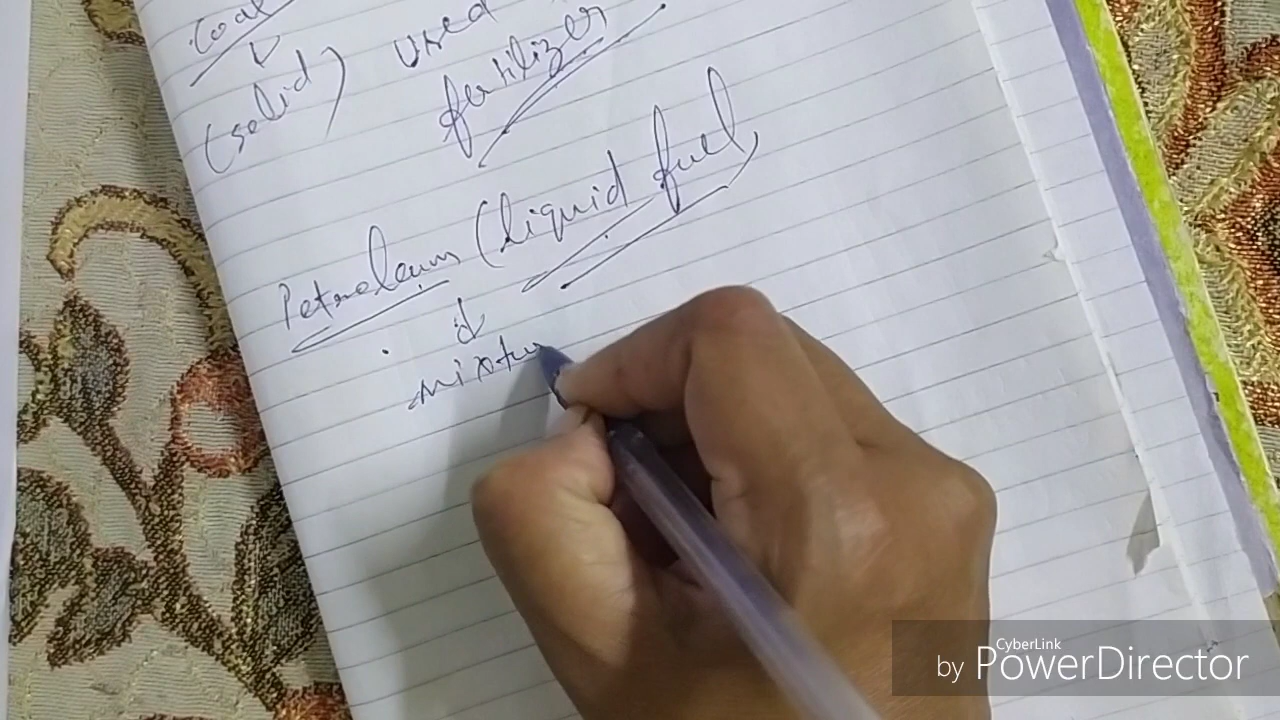 Coal
(solid) used
fertilizer
Petroleum (liquid fuel)
mixtu
CyberLink
by PowerDirector